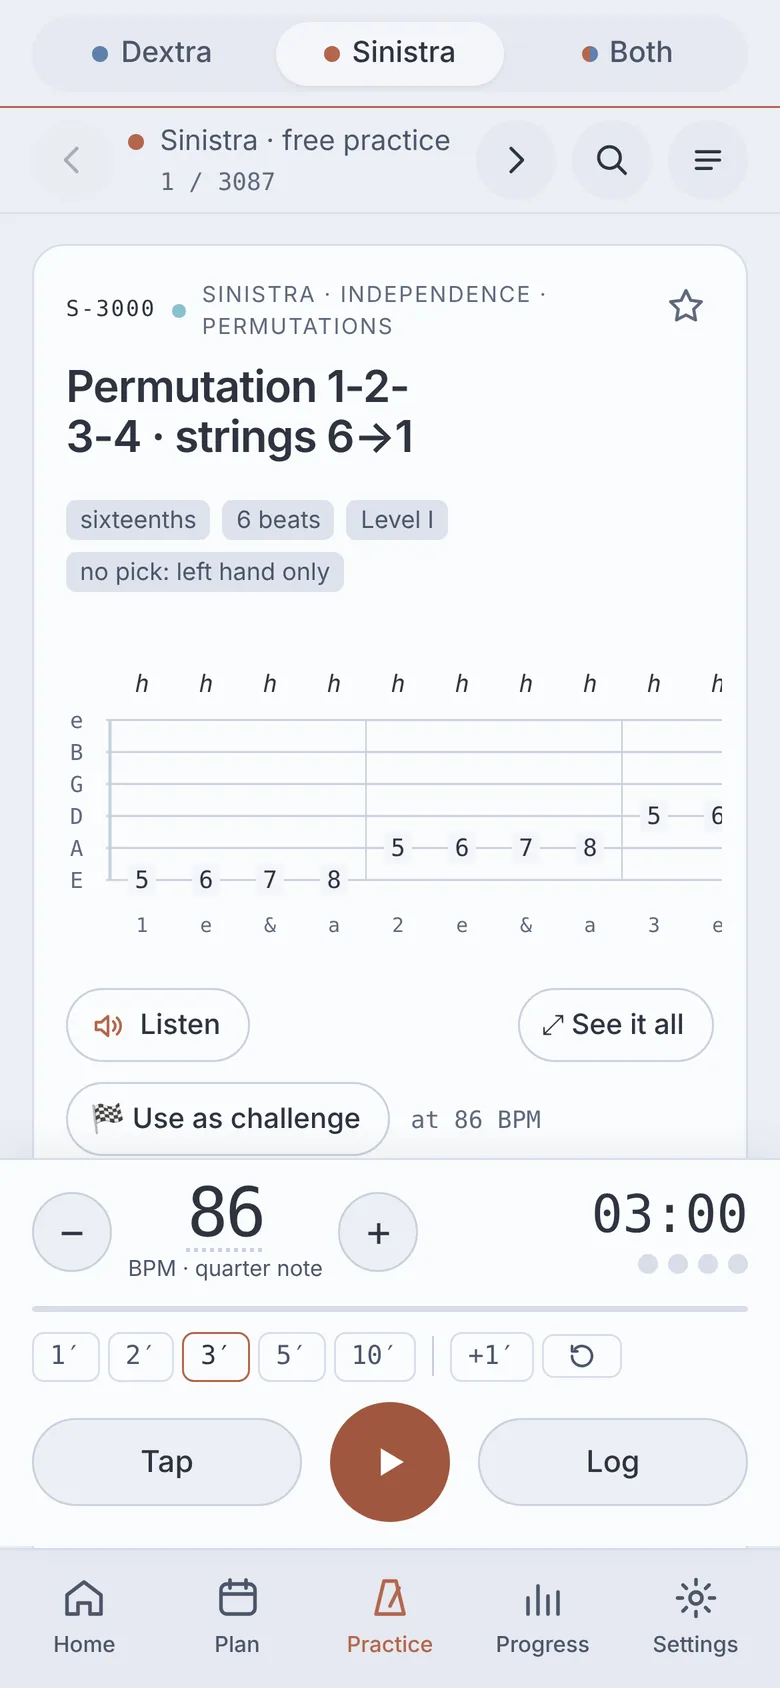 Dextra
Sinistra
Both
Sinistra · free practice
1 / 3087
S-3000
SINISTRA · INDEPENDENCE ·
PERMUTATIONS
Permutation 1-2-
3-4 · strings 6→1
sixteenths
6 beats
Level I
no pick: left hand only
h h h h h h h h h h
e
B
G
D 5 6
A 5 6 7 8
E 5 6 7 8
1 e & a 2 e & a 3 e
Listen
See it all
Use as challenge
at 86 BPM
− 86 +
03:00
BPM · quarter note
1′ 2′ 3′ 5′ 10′ +1′
Tap
Log
Home
Plan
Practice
Progress
Settings